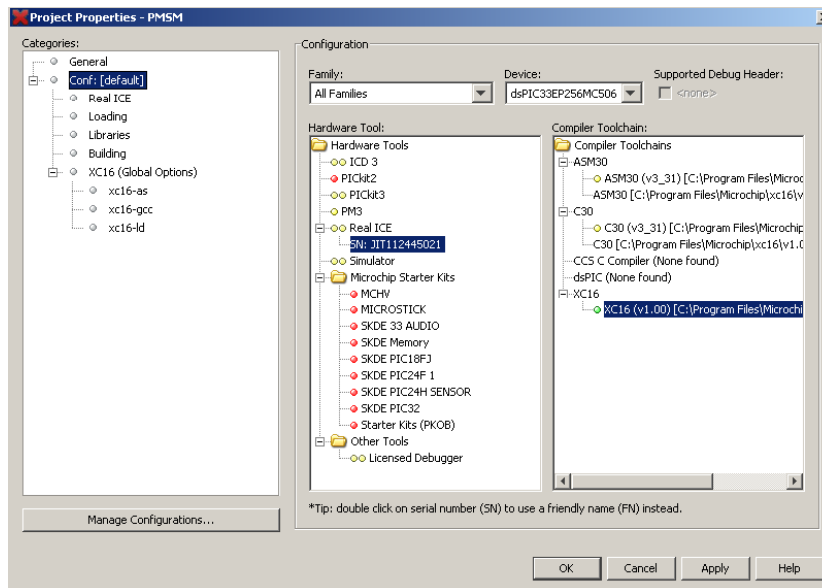 Project Properties - PMSM
Categories:
General
Conf: [default]
Real ICE
Loading
Libraries
Building
XC16 (Global Options)
xc16-as
xc16-gcc
xc16-ld
Manage Configurations...
Configuration
Family:
All Families
Device:
dsPIC33EP256MC506
Supported Debug Header:
<none>
Hardware Tool:
Hardware Tools
ICD 3
PICkit2
PICkit3
PM3
Real ICE
SN: JIT112445021
Simulator
Microchip Starter Kits
MCHV
MICROSTICK
SKDE 33 AUDIO
SKDE Memory
SKDE PIC18FJ
SKDE PIC24F 1
SKDE PIC24H SENSOR
SKDE PIC32
Starter Kits (PKOB)
Other Tools
Licensed Debugger
Compiler Toolchain:
Compiler Toolchains
ASM30
ASM30 (v3_31) [C:\Program Files\Microc
ASM30 [C:\Program Files\Microchip\xc16\v
C30
C30 (v3_31) [C:\Program Files\Microchip
C30 [C:\Program Files\Microchip\xc16\v1.0
CCS C Compiler (None found)
dsPIC (None found)
XC16
XC16 (v1.00) [C:\Program Files\Microchi
*Tip: double click on serial number (SN) to use a friendly name (FN) instead.
OK
Cancel
Apply
Help